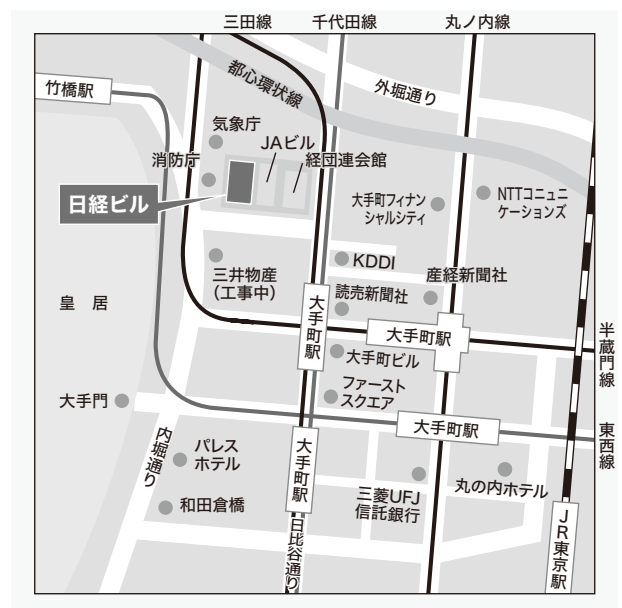 三田線
千代田線
丸ノ内線
都心環状線
外堀通り
竹橋駅
気象庁
JAビル
消防庁
経団連会館
日経ビル
大手町フィナン
シャルシティ
NTTコニュニ
ケーションズ
三井物産
(工事中)
KDDI
産経新聞社
読売新聞社
皇 居
大手町駅
大手町駅
半蔵門線
大手町ビル
ファースト
スクエア
大手門
大手町駅
東西線
内堀通り
パレス
ホテル
大手町駅
三菱UFJ
信託銀行
丸の内ホテル
和田倉橋
日比谷通り
JR東京駅